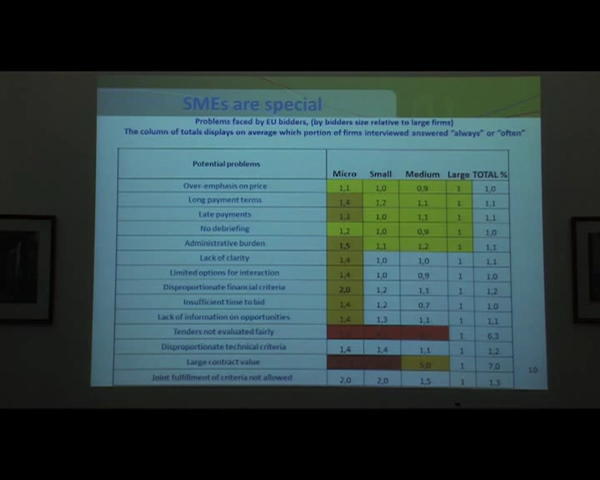 SMEs are special
Problems faced by EU bidders, (by bidders size relative to large firms)
The column of totals displays on average which portion of firms interviewed answered "always" or "often"
Potential problems Micro Small Medium Large TOTAL %
Over-emphasis on price 1,1 1,0 0,9 1 1,0
Long payment terms 1,4 1,2 1,1 1 1,1
Late payments 1,3 1,0 1,1 1 1,1
No debriefing 1,2 1,0 0,9 1 1,0
Administrative burden 1,5 1,1 1,2 1 1,1
Lack of clarity 1,4 1,0 1,0 1 1,1
Limited options for interaction 1,4 1,0 0,9 1 1,0
Disproportionate financial criteria 2,0 1,2 1,1 1 1,2
Insufficient time to bid 1,4 1,2 0,7 1 1,0
Lack of information on opportunities 1,4 1,3 1,1 1 1,1
Tenders not evaluated fairly 1 6,3
Disproportionate technical criteria 1,4 1,4 1,1 1 1,2
Large contract value 5,0 1 7,0
Joint fulfillment of criteria not allowed 2,0 2,0 1,5 1 1,3
10